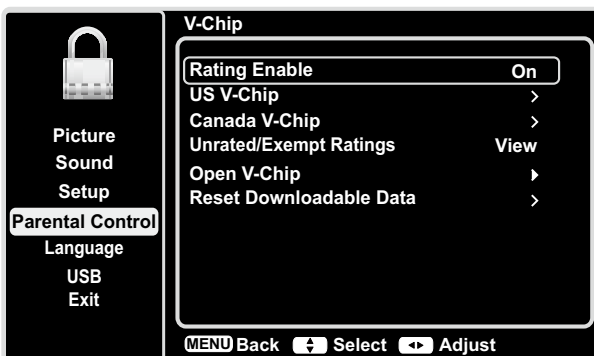 V-Chip
Picture
Sound
Setup
Parental Control
Language
USB
Exit
Rating Enable On
US V-Chip >
Canada V-Chip >
Unrated/Exempt Ratings View
Open V-Chip
Reset Downloadable Data >
MENU Back Select Adjust